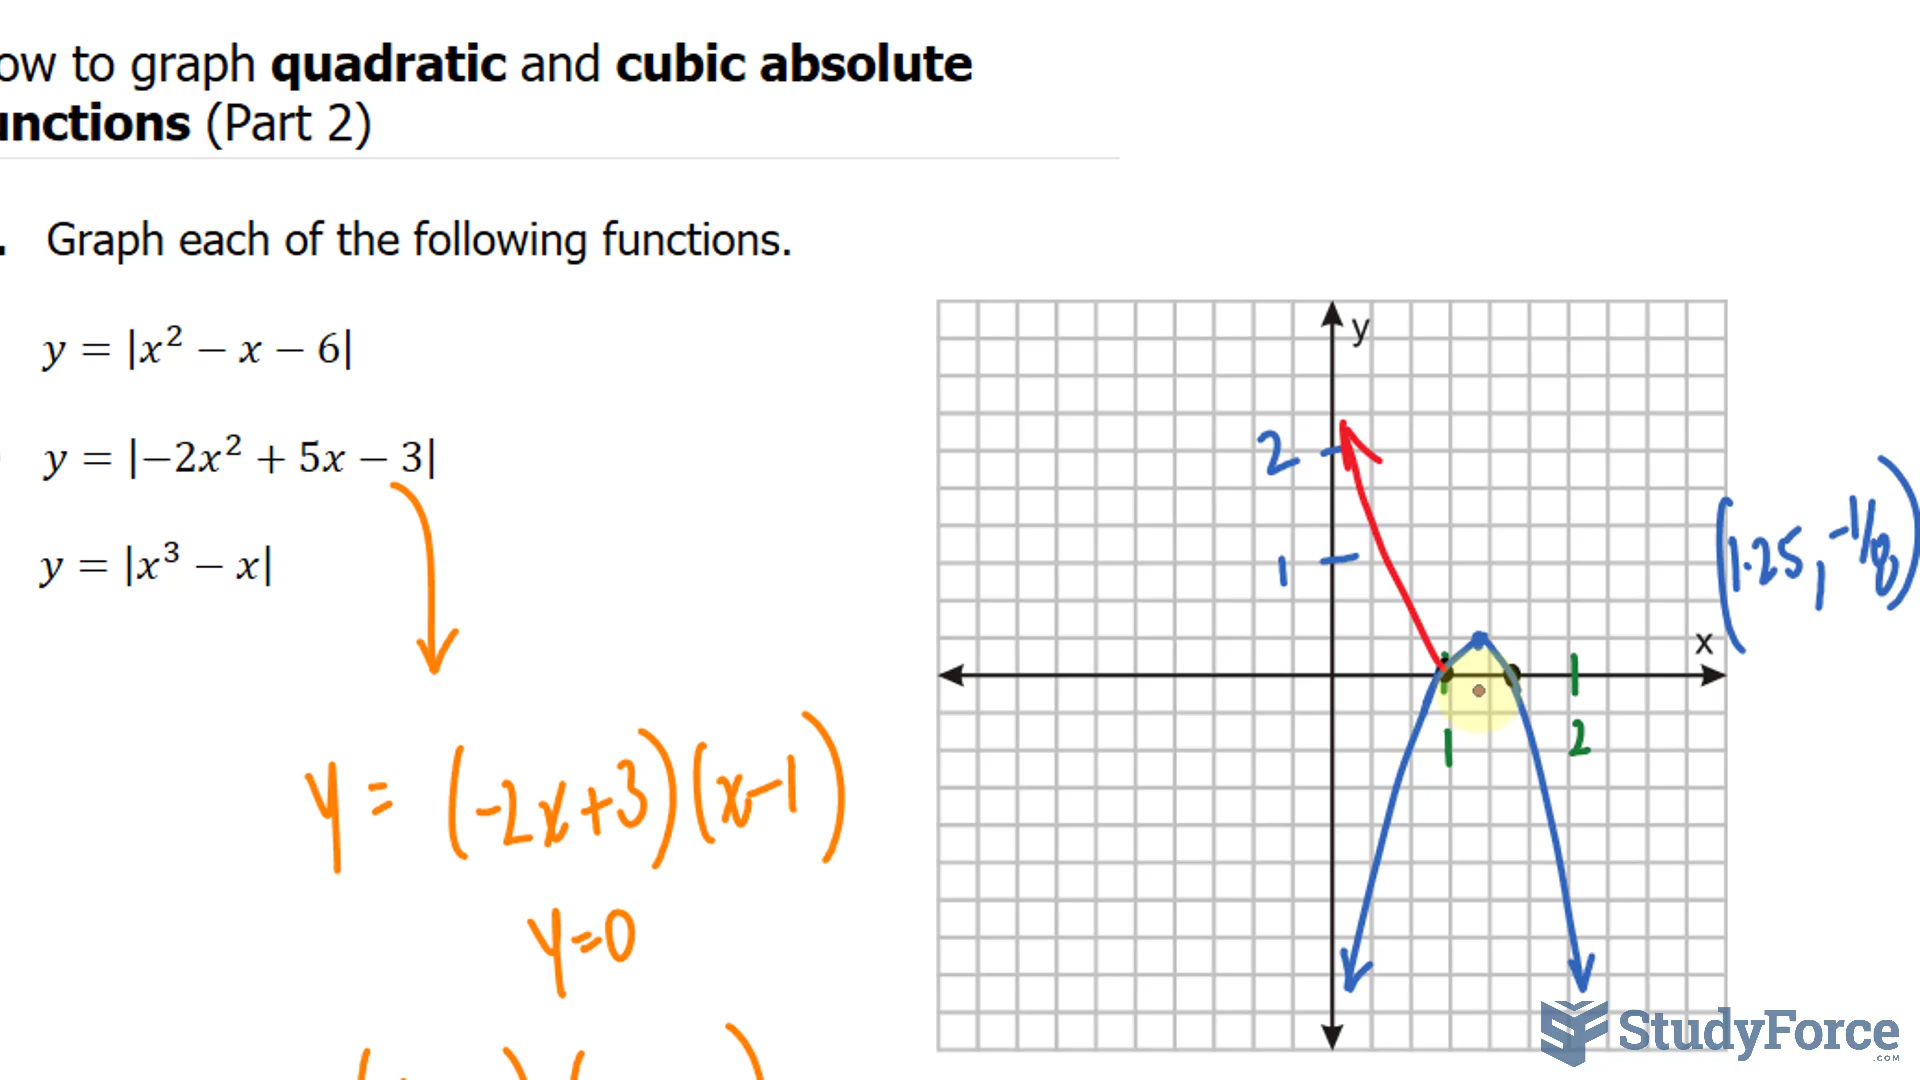 ow to graph quadratic and cubic absolute
unctions (Part 2)
. Graph each of the following functions.
y = |x² − x − 6|
y = |−2x² + 5x − 3|
y = |x³ − x|
y = (-2x+3)(x-1)
y=0
y
2
1
x
1
2
(1.25, -1/8)
StudyForce
.COM